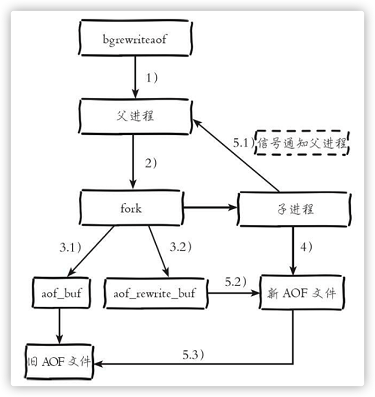 bgrewriteaof
1)
父进程
5.1)
信号通知父进程
2)
fork
子进程
3.1)
3.2)
4)
aof_buf
aof_rewrite_buf
5.2)
新 AOF 文件
5.3)
旧 AOF 文件